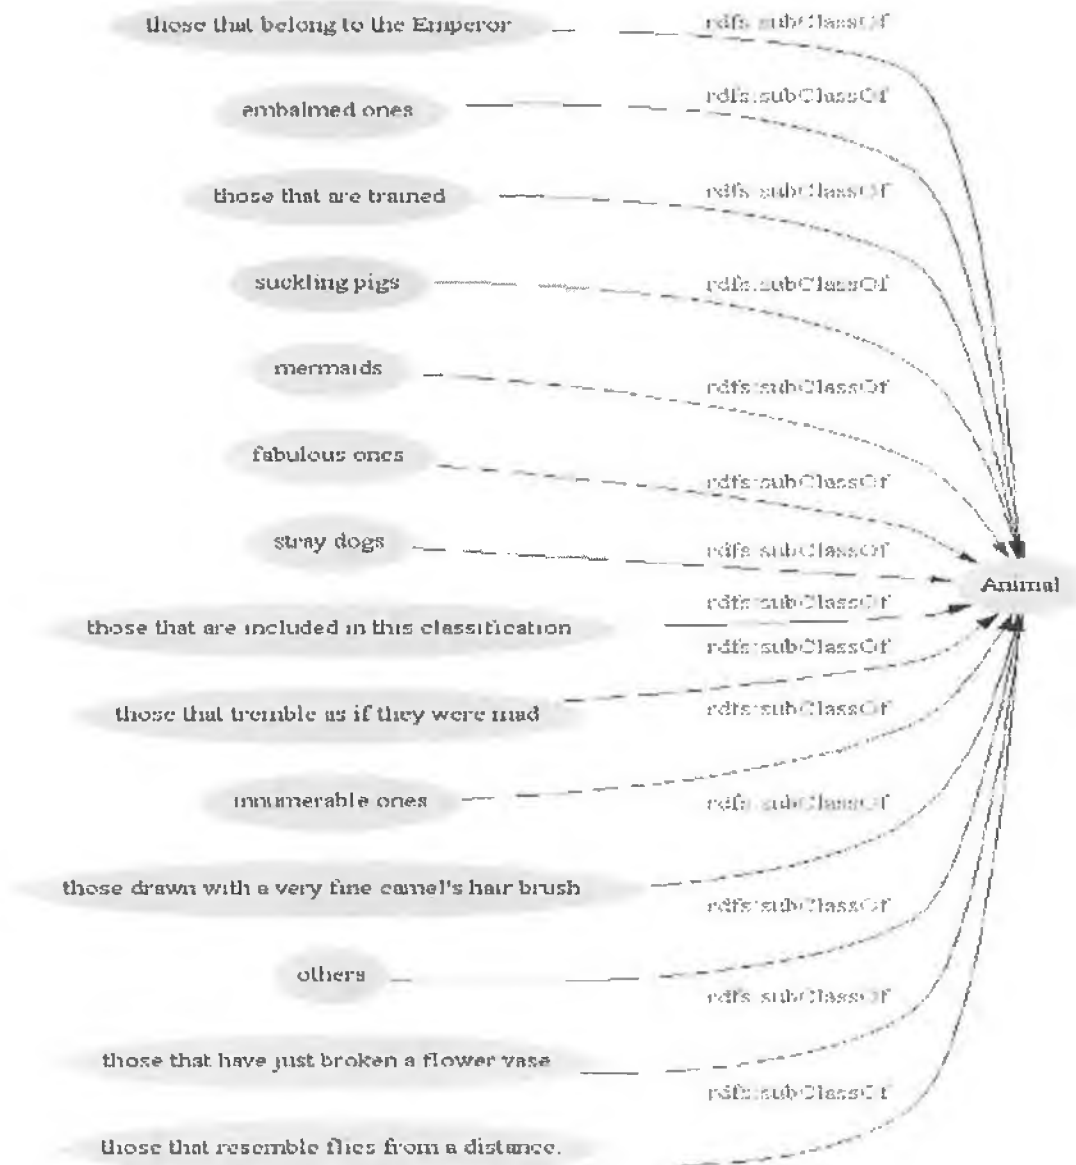 those that belong to the Emperor
rdfs:subClassOf
embalmed ones
rdfs:subClassOf
those that are trained
rdfs:subClassOf
suckling pigs
rdfs:subClassOf
mermaids
rdfs:subClassOf
fabulous ones
rdfs:subClassOf
stray dogs
rdfs:subClassOf
Animal
rdfs:subClassOf
those that are included in this classification
rdfs:subClassOf
those that tremble as if they were mad
rdfs:subClassOf
innumerable ones
rdfs:subClassOf
those drawn with a very fine camel's hair brush
rdfs:subClassOf
others
rdfs:subClassOf
those that have just broken a flower vase
rdfs:subClassOf
those that resemble flies from a distance.